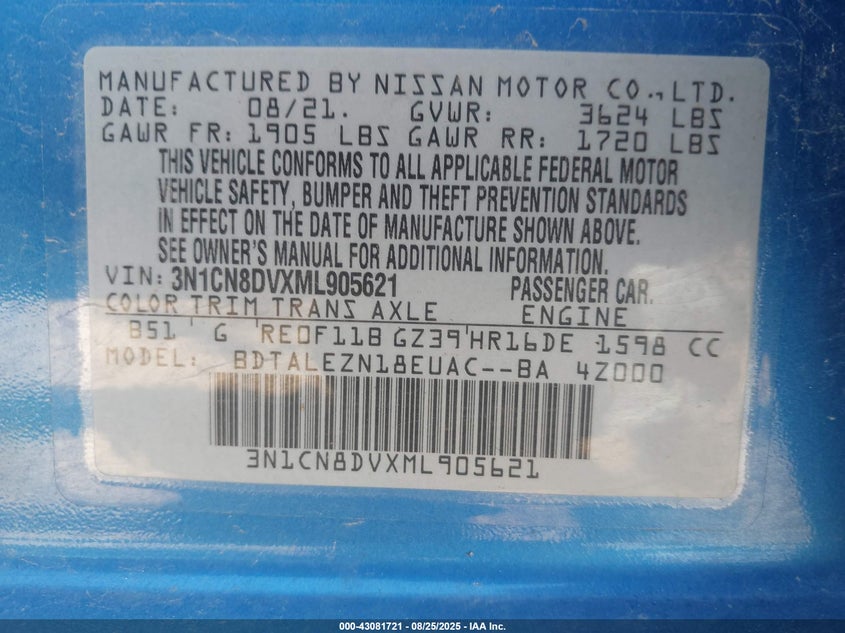 MANUFACTURED BY NISSAN MOTOR CO., LTD.
DATE: 08/21. GVWR: 3624 LBS
GAWR FR: 1905 LBS GAWR RR: 1720 LBS
THIS VEHICLE CONFORMS TO ALL APPLICABLE FEDERAL MOTOR
VEHICLE SAFETY, BUMPER AND THEFT PREVENTION STANDARDS
IN EFFECT ON THE DATE OF MANUFACTURE SHOWN ABOVE.
SEE OWNER'S MANUAL FOR ADDITIONAL INFORMATION.
VIN: 3N1CN8DVXML905621 PASSENGER CAR.
COLOR TRIM TRANS AXLE ENGINE
B51 G RE0F11B GZ39 HR16DE 1598 CC
MODEL: BDTALEZN18EUAC--BA 4Z000
3N1CN8DVXML905621
000-43081721 - 08/25/2025 - IAA Inc.